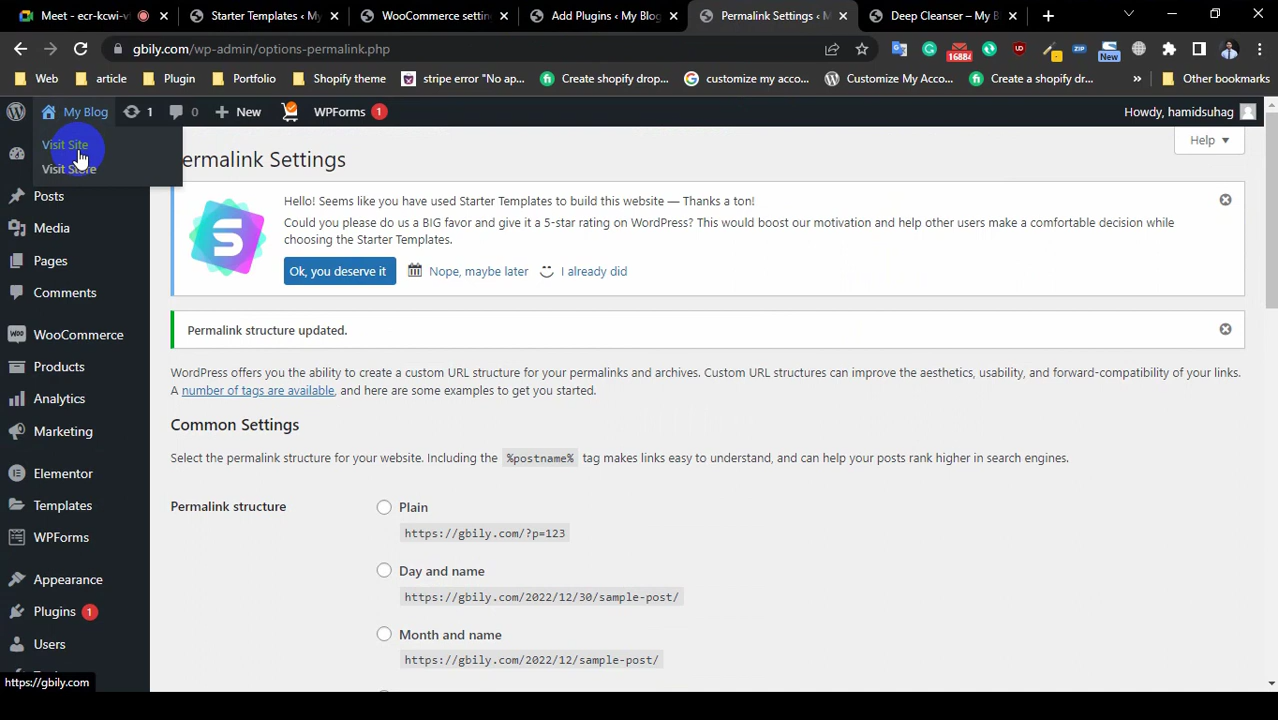 Meet - ecr-kcwi-v
Starter Templates ‹ My
WooCommerce settin
Add Plugins ‹ My Blog
Permalink Settings ‹ M
Deep Cleanser – My B
gbily.com/wp-admin/options-permalink.php
16884
UD
ZIP
New
Web
article
Plugin
Portfolio
Shopify theme
stripe error "No ap...
Create shopify drop...
customize my acco...
Customize My Acco...
Create a shopify dr...
»
Other bookmarks
My Blog
1
0
New
WPForms 1
Howdy, hamidsuhag
Visit Site
Visit Store
Permalink Settings
Help
Posts
Media
Pages
Comments
WooCommerce
Products
Analytics
Marketing
Elementor
Templates
WPForms
Appearance
Plugins 1
Users
Hello! Seems like you have used Starter Templates to build this website — Thanks a ton!
Could you please do us a BIG favor and give it a 5-star rating on WordPress? This would boost our motivation and help other users make a comfortable decision while
choosing the Starter Templates.
Ok, you deserve it
Nope, maybe later
I already did
Permalink structure updated.
WordPress offers you the ability to create a custom URL structure for your permalinks and archives. Custom URL structures can improve the aesthetics, usability, and forward-compatibility of your links.
A number of tags are available, and here are some examples to get you started.
Common Settings
Select the permalink structure for your website. Including the %postname% tag makes links easy to understand, and can help your posts rank higher in search engines.
Permalink structure
Plain
https://gbily.com/?p=123
Day and name
https://gbily.com/2022/12/30/sample-post/
Month and name
https://gbily.com/2022/12/sample-post/
https://gbily.com